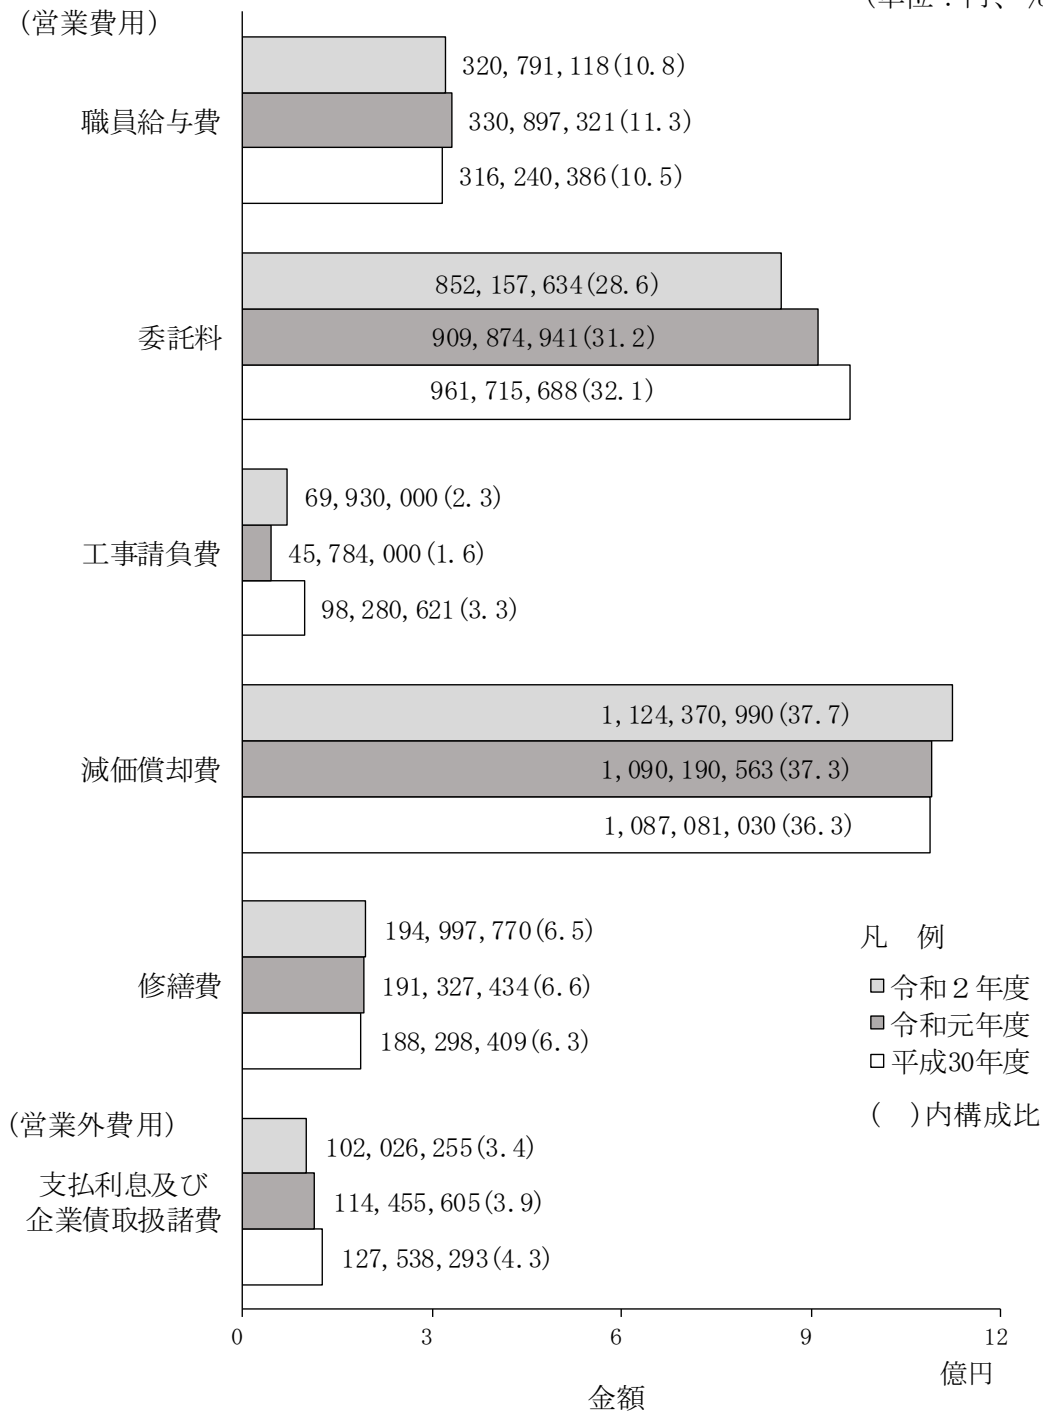 (営業費用)
職員給与費
320,791,118(10.8)
330,897,321(11.3)
316,240,386(10.5)
委託料
852,157,634(28.6)
909,874,941(31.2)
961,715,688(32.1)
工事請負費
69,930,000(2.3)
45,784,000(1.6)
98,280,621(3.3)
減価償却費
1,124,370,990(37.7)
1,090,190,563(37.3)
1,087,081,030(36.3)
修繕費
194,997,770(6.5)
191,327,434(6.6)
188,298,409(6.3)
凡　例
令和２年度
令和元年度
平成30年度
(　)内構成比
(営業外費用)
支払利息及び
企業債取扱諸費
102,026,255(3.4)
114,455,605(3.9)
127,538,293(4.3)
0 3 6 9 12
億円
金額